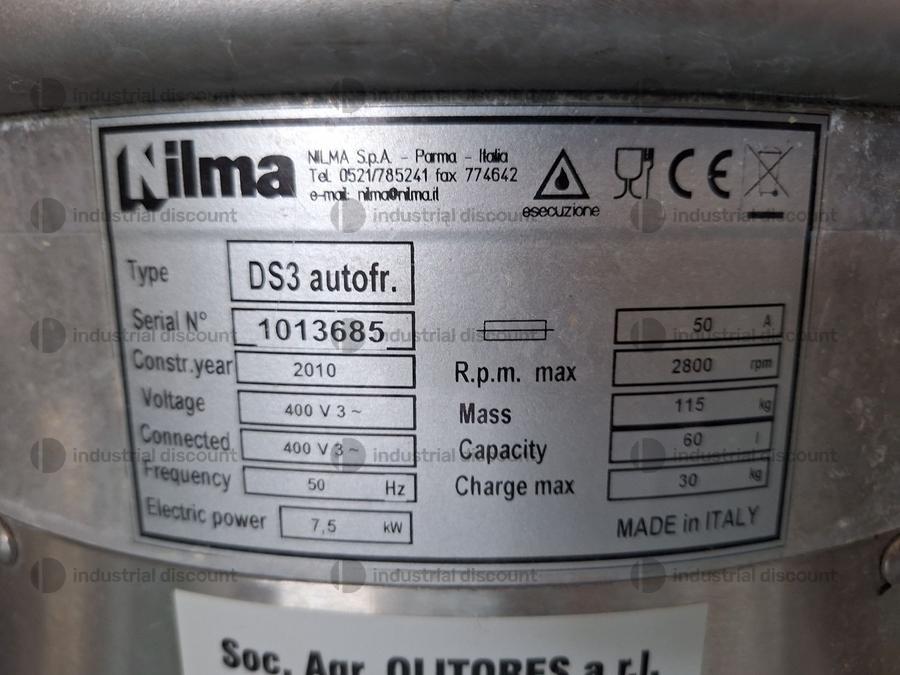 Nilma
NILMA S.p.A. - Parma - Italia
Tel. 0521/785241 fax 774642
e-mail: nilma@nilma.it
esecuzione
CE
Type DS3 autofr.
Serial N° 1013685
Constr.year 2010
Voltage 400 V 3 ~
Connected 400 V 3 ~
Frequency 50 Hz
Electric power 7,5 kW
50 A
R.p.m. max 2800 rpm
Mass 115 kg
Capacity 60 l
Charge max 30 kg
MADE in ITALY
Soc. Agr. OLITORES a r.l.
industrial discount